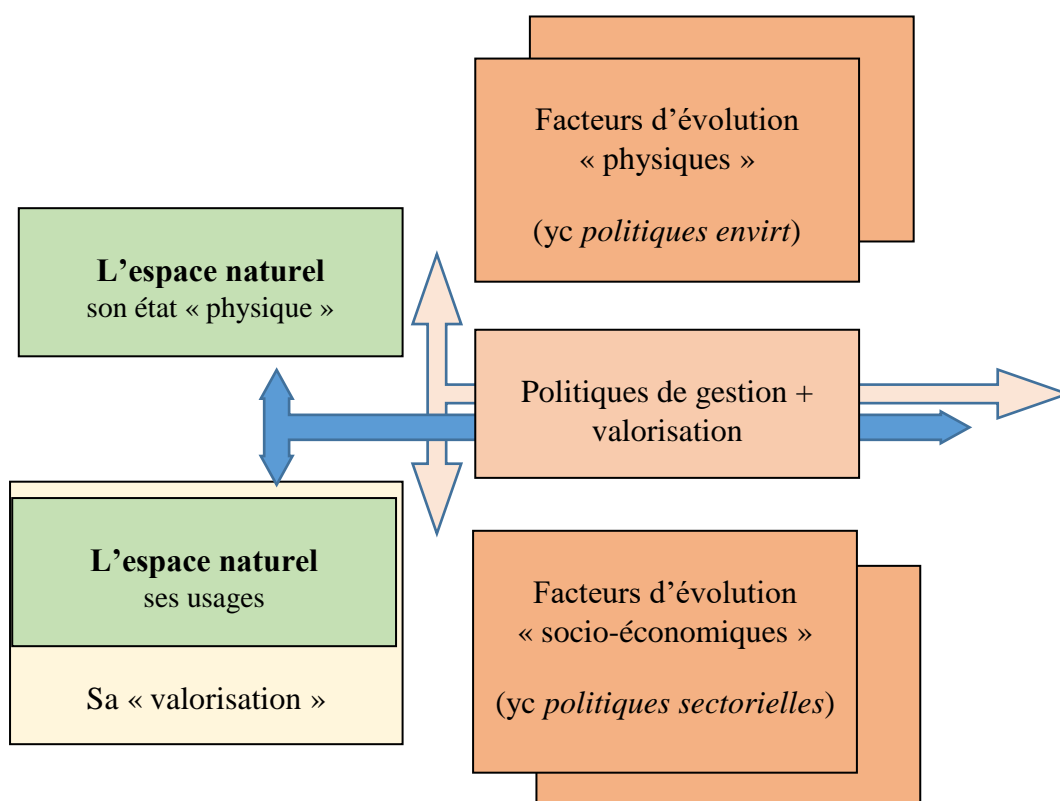 Facteurs d’évolution
« physiques »
(yc politiques envirt)
L’espace naturel
son état « physique »
Politiques de gestion +
valorisation
L’espace naturel
ses usages
Sa « valorisation »
Facteurs d’évolution
« socio-économiques »
(yc politiques sectorielles)